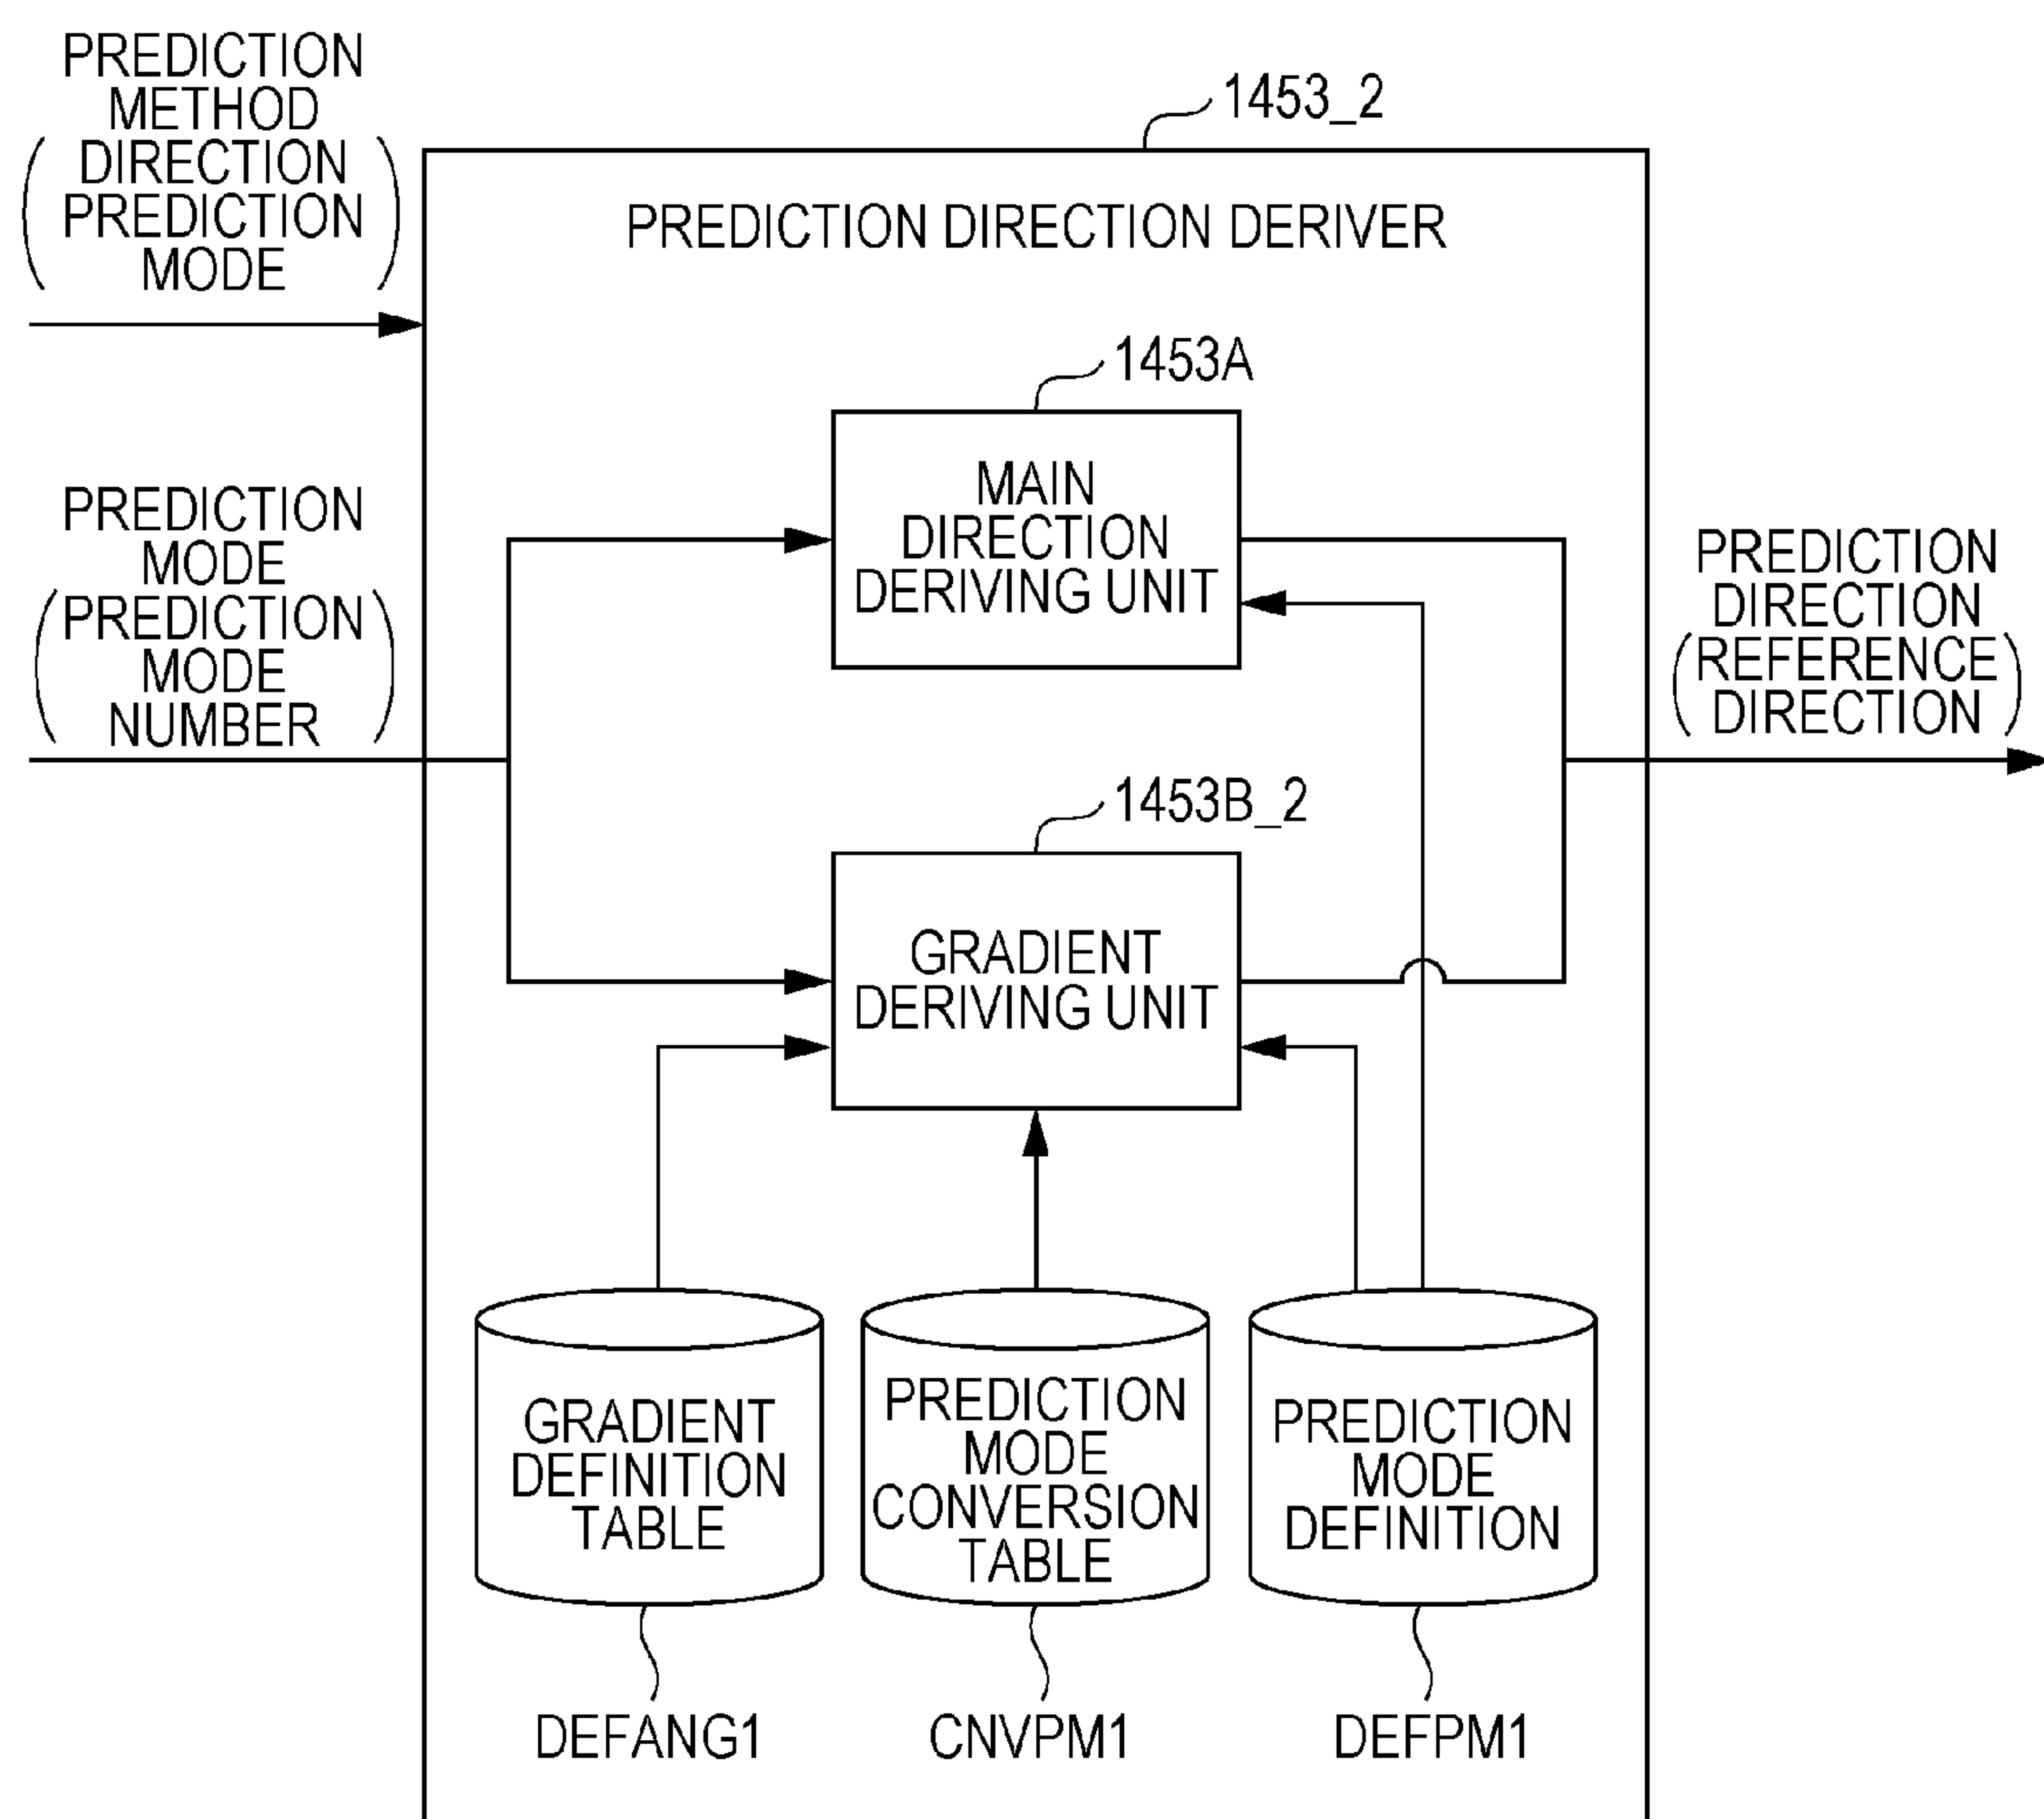 PREDICTION
METHOD
(DIRECTION
PREDICTION
MODE)
1453_2
PREDICTION DIRECTION DERIVER
1453A
MAIN
DIRECTION
DERIVING UNIT
PREDICTION
MODE
(PREDICTION
MODE
NUMBER)
PREDICTION
DIRECTION
(REFERENCE
DIRECTION)
1453B_2
GRADIENT
DERIVING UNIT
GRADIENT
DEFINITION
TABLE
PREDICTION
MODE
CONVERSION
TABLE
PREDICTION
MODE
DEFINITION
DEFANG1
CNVPM1
DEFPM1